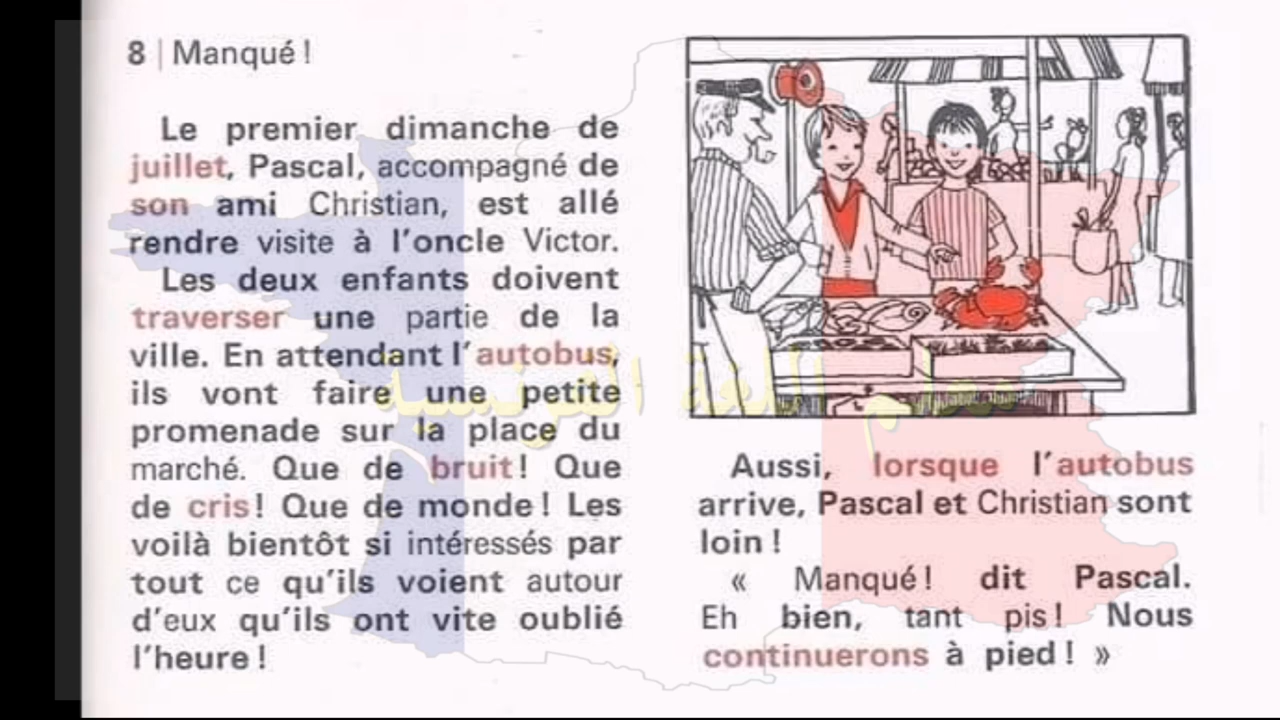 8 | Manqué !
Le premier dimanche de
juillet, Pascal, accompagné de
son ami Christian, est allé
rendre visite à l'oncle Victor.
Les deux enfants doivent
traverser une partie de la
ville. En attendant l'autobus,
ils vont faire une petite
promenade sur la place du
marché. Que de bruit ! Que
de cris ! Que de monde ! Les
voilà bientôt si intéressés par
tout ce qu'ils voient autour
d'eux qu'ils ont vite oublié
l'heure !
Aussi, lorsque l'autobus
arrive, Pascal et Christian sont
loin !
« Manqué ! dit Pascal.
Eh bien, tant pis ! Nous
continuerons à pied ! »
معلم اللغة الفرنسية